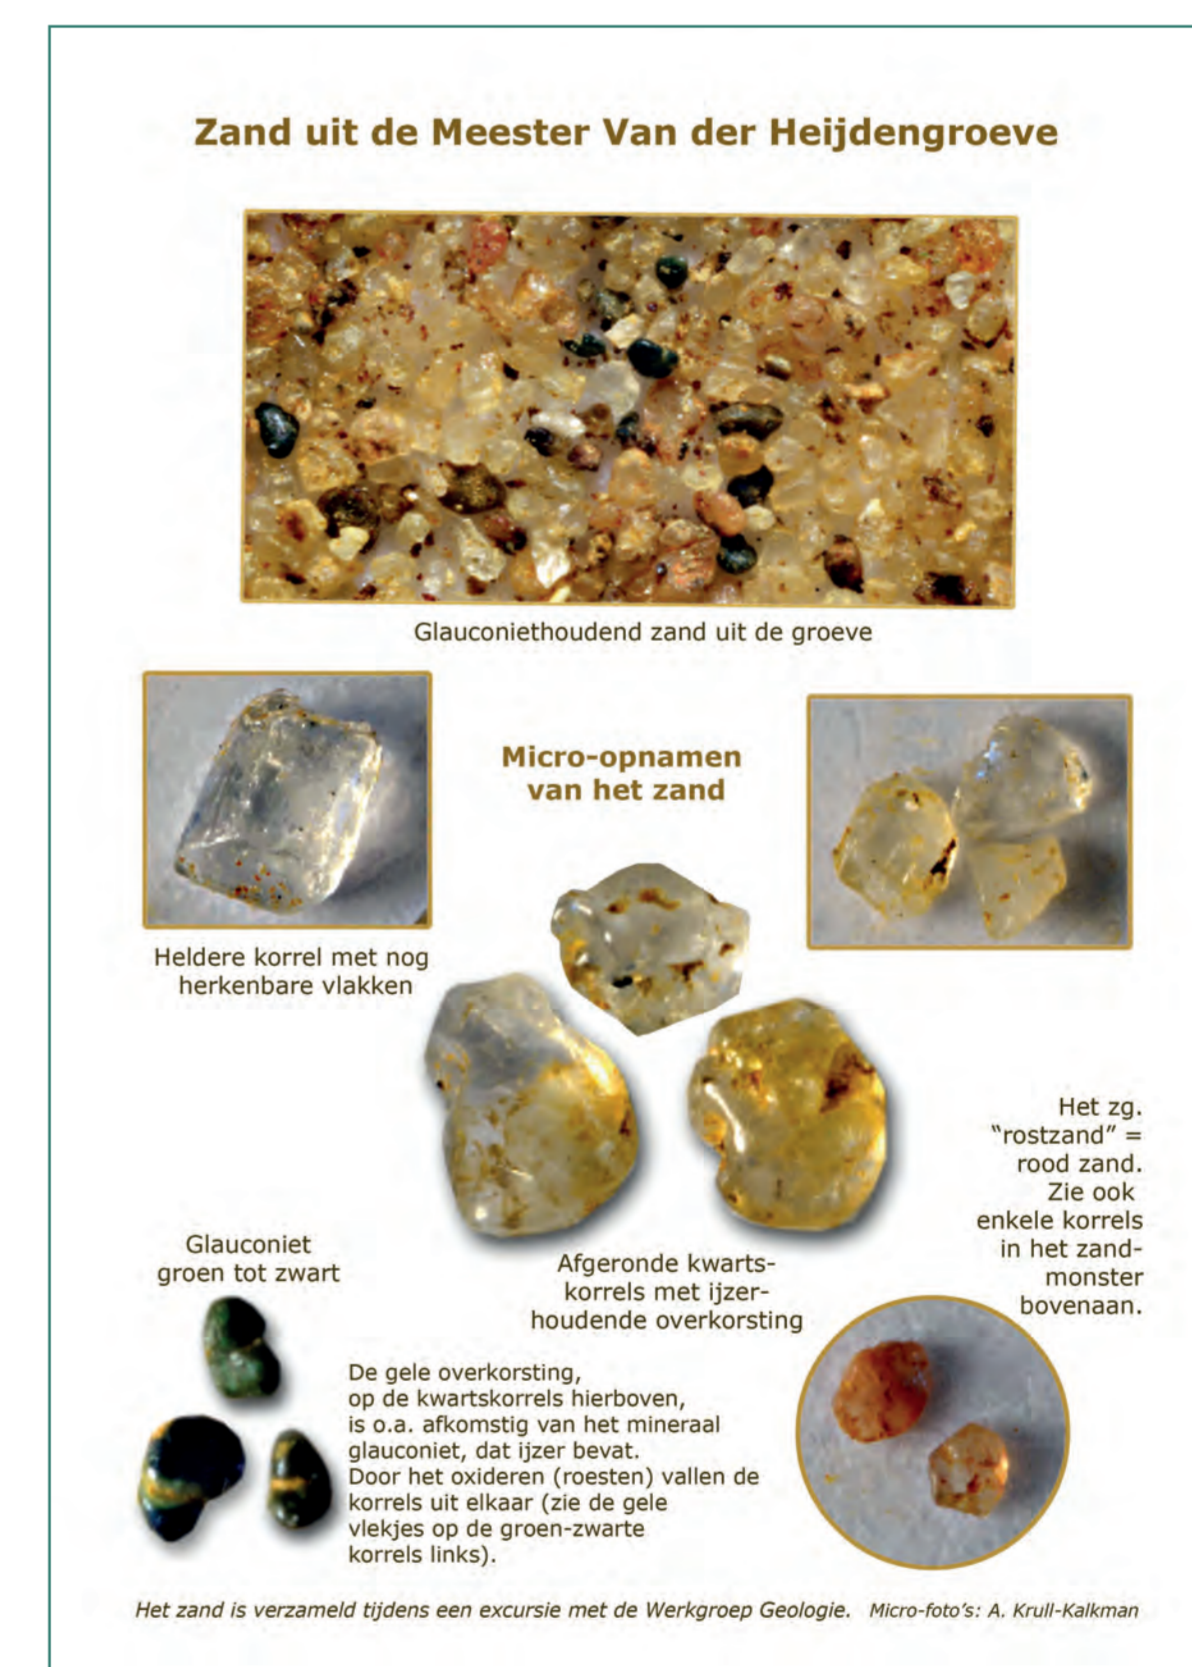 Zand uit de Meester Van der Heijdengroeve
Glauconiethoudend zand uit de groeve
Micro-opnamen
van het zand
Heldere korrel met nog
herkenbare vlakken
Het zg.
“rostzand” =
rood zand.
Zie ook
enkele korrels
in het zand-
monster
bovenaan.
Glauconiet
groen tot zwart
Afgeronde kwarts-
korrels met ijzer-
houdende overkorsting
De gele overkorsting,
op de kwartskorrels hierboven,
is o.a. afkomstig van het mineraal
glauconiet, dat ijzer bevat.
Door het oxideren (roesten) vallen de
korrels uit elkaar (zie de gele
vlekjes op de groen-zwarte
korrels links).
Het zand is verzameld tijdens een excursie met de Werkgroep Geologie. Micro-foto’s: A. Krull-Kalkman